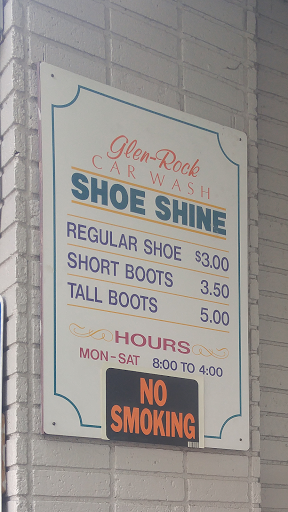 Glen-Rock
CAR WASH
SHOE SHINE
REGULAR SHOE $3.00
SHORT BOOTS 3.50
TALL BOOTS 5.00
HOURS
MON-SAT 8:00 TO 4:00
NO
SMOKING